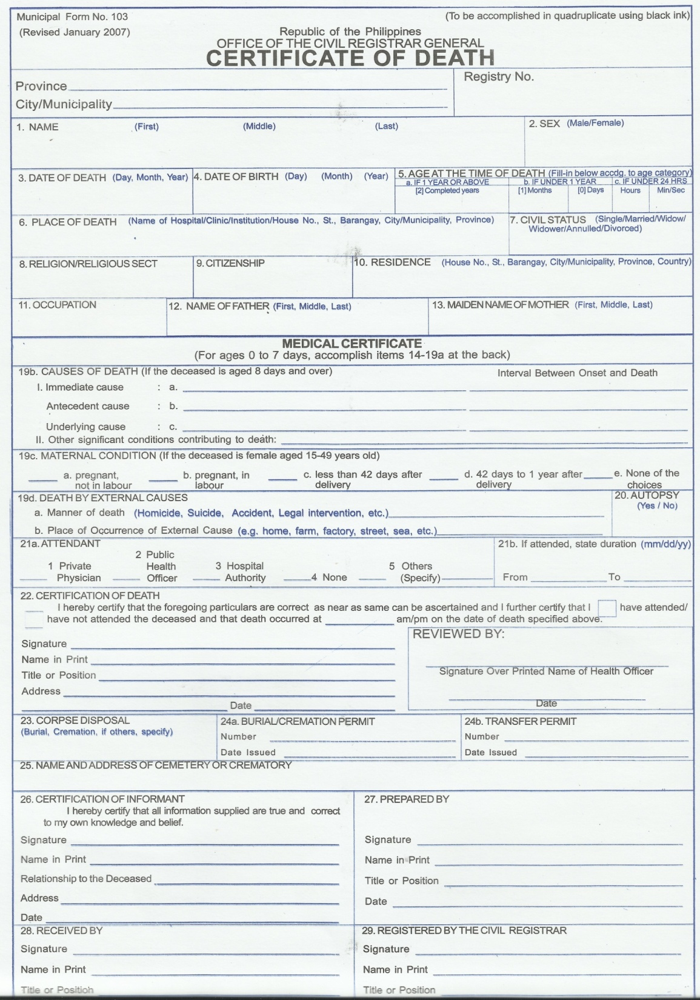 Municipal Form No. 103
(To be accomplished in quadruplicate using black ink)
(Revised January 2007)
Republic of the Philippines
OFFICE OF THE CIVIL REGISTRAR GENERAL
CERTIFICATE OF DEATH
Province
Registry No.
City/Municipality
1. NAME (First) (Middle) (Last)
2. SEX (Male/Female)
3. DATE OF DEATH (Day, Month, Year)
4. DATE OF BIRTH (Day) (Month) (Year)
5. AGE AT THE TIME OF DEATH (Fill-in below accdg. to age category)
a. IF 1 YEAR OR ABOVE
b. IF UNDER 1 YEAR
c. IF UNDER 24 HRS
[2] Completed years
[1] Months
[0] Days
Hours
Min/Sec
6. PLACE OF DEATH (Name of Hospital/Clinic/Institution/House No., St., Barangay, City/Municipality, Province)
7. CIVIL STATUS (Single/Married/Widow/
Widower/Annulled/Divorced)
8. RELIGION/RELIGIOUS SECT
9. CITIZENSHIP
10. RESIDENCE (House No., St., Barangay, City/Municipality, Province, Country)
11. OCCUPATION
12. NAME OF FATHER (First, Middle, Last)
13. MAIDEN NAME OF MOTHER (First, Middle, Last)
MEDICAL CERTIFICATE
(For ages 0 to 7 days, accomplish items 14-19a at the back)
19b. CAUSES OF DEATH (If the deceased is aged 8 days and over)
Interval Between Onset and Death
I. Immediate cause : a.
Antecedent cause : b.
Underlying cause : c.
II. Other significant conditions contributing to death:
19c. MATERNAL CONDITION (If the deceased is female aged 15-49 years old)
a. pregnant,
not in labour
b. pregnant, in
labour
c. less than 42 days after
delivery
d. 42 days to 1 year after
delivery
e. None of the
choices
19d. DEATH BY EXTERNAL CAUSES
a. Manner of death (Homicide, Suicide, Accident, Legal intervention, etc.)
b. Place of Occurrence of External Cause (e.g. home, farm, factory, street, sea, etc.)
20. AUTOPSY
(Yes / No)
21a. ATTENDANT
1 Private
Physician
2 Public
Health
Officer
3 Hospital
Authority
4 None
5 Others
(Specify)
21b. If attended, state duration (mm/dd/yy)
From To
22. CERTIFICATION OF DEATH
I hereby certify that the foregoing particulars are correct as near as same can be ascertained and I further certify that I have attended/
have not attended the deceased and that death occurred at am/pm on the date of death specified above.
Signature
Name in Print
Title or Position
Address
Date
REVIEWED BY:
Signature Over Printed Name of Health Officer
Date
23. CORPSE DISPOSAL
(Burial, Cremation, if others, specify)
24a. BURIAL/CREMATION PERMIT
Number
Date Issued
24b. TRANSFER PERMIT
Number
Date Issued
25. NAME AND ADDRESS OF CEMETERY OR CREMATORY
26. CERTIFICATION OF INFORMANT
I hereby certify that all information supplied are true and correct
to my own knowledge and belief.
Signature
Name in Print
Relationship to the Deceased
Address
Date
27. PREPARED BY
Signature
Name in Print
Title or Position
Date
28. RECEIVED BY
Signature
Name in Print
Title or Position
29. REGISTERED BY THE CIVIL REGISTRAR
Signature
Name in Print
Title or Position